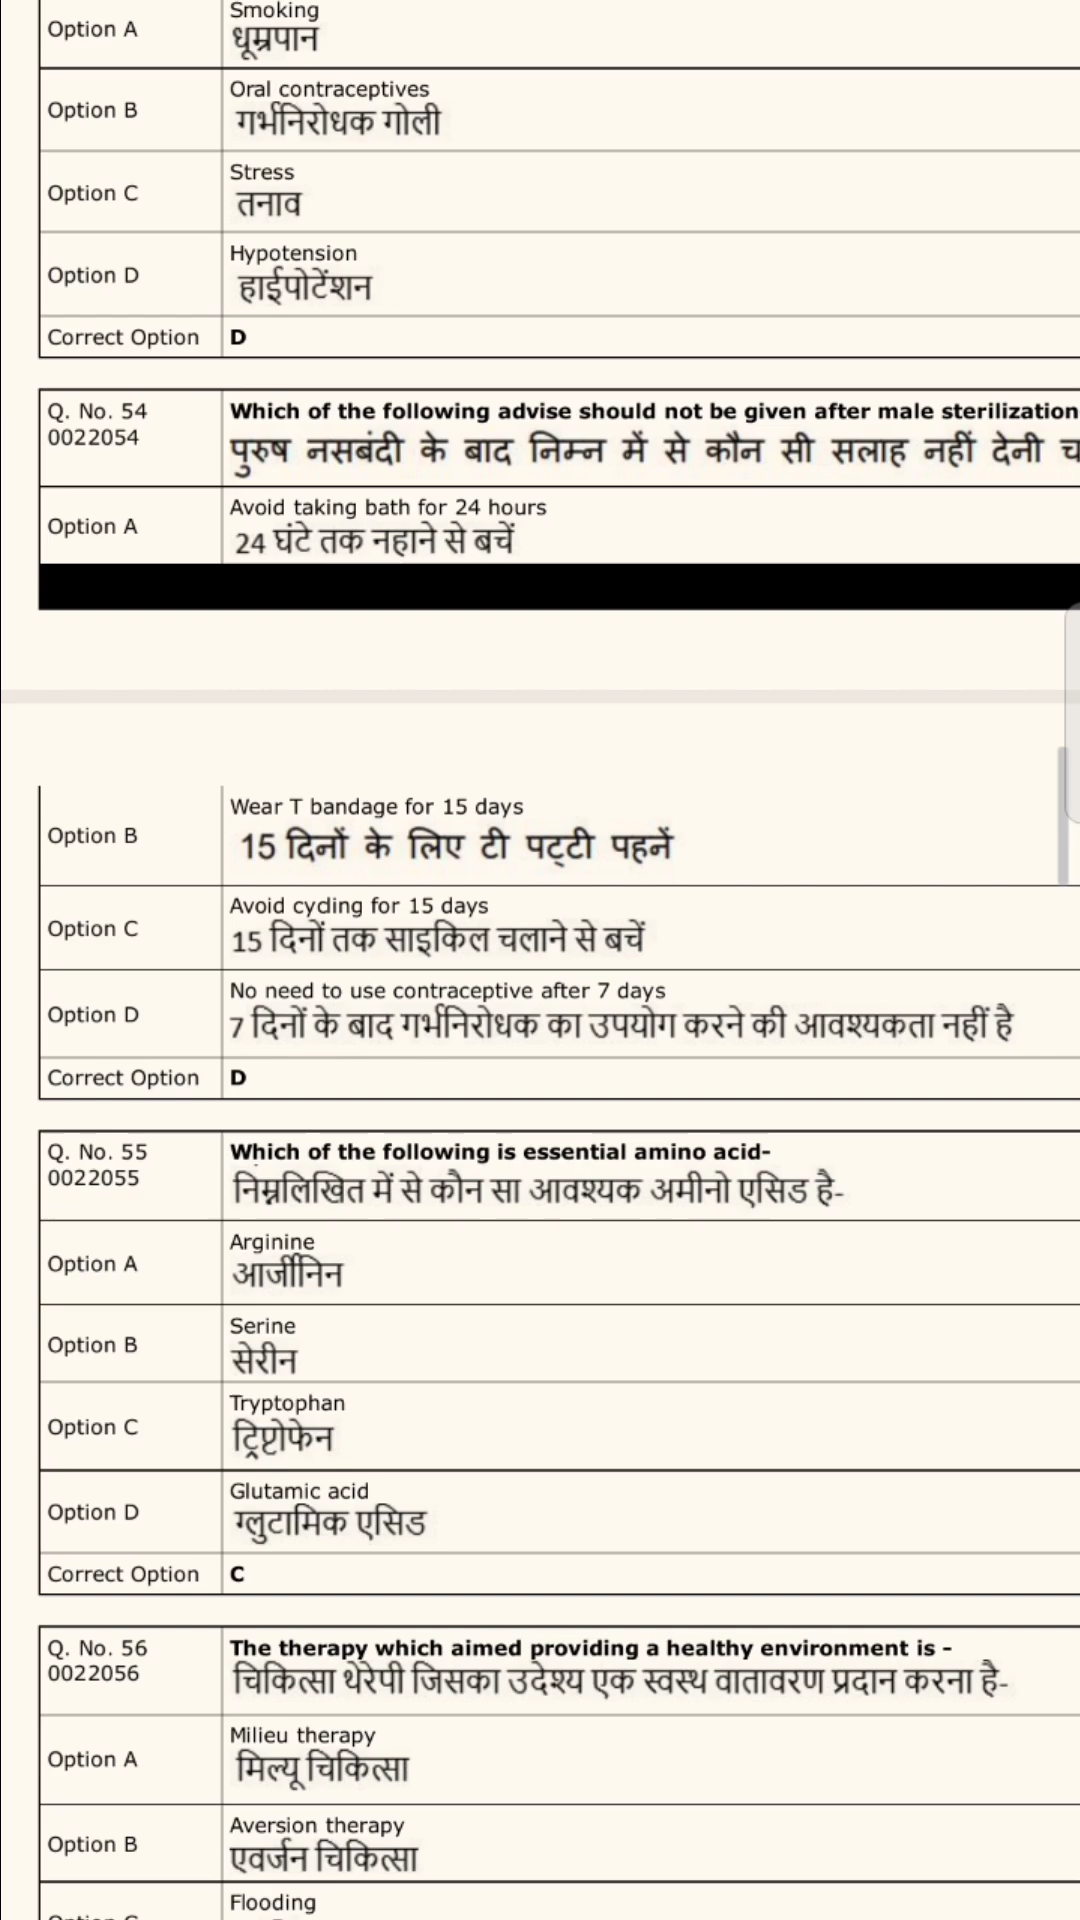 Option A
Smoking
धूम्रपान
Option B
Oral contraceptives
गर्भनिरोधक गोली
Option C
Stress
तनाव
Option D
Hypotension
हाईपोटेंशन
Correct Option
D
Q. No. 54
0022054
Which of the following advise should not be given after male sterilization
पुरुष नसबंदी के बाद निम्न में से कौन सी सलाह नहीं देनी
Option A
Avoid taking bath for 24 hours
24 घंटे तक नहाने से बचें
Option B
Wear T bandage for 15 days
15 दिनों के लिए टी पट्टी पहनें
Option C
Avoid cycling for 15 days
15 दिनों तक साइकिल चलाने से बचें
Option D
No need to use contraceptive after 7 days
7 दिनों के बाद गर्भनिरोधक का उपयोग करने की आवश्यकता नहीं है
Correct Option
D
Q. No. 55
0022055
Which of the following is essential amino acid-
निम्नलिखित में से कौन सा आवश्यक अमीनो एसिड है-
Option A
Arginine
आर्जीनिन
Option B
Serine
सेरीन
Option C
Tryptophan
ट्रिप्टोफेन
Option D
Glutamic acid
ग्लुटामिक एसिड
Correct Option
C
Q. No. 56
0022056
The therapy which aimed providing a healthy environment is -
चिकित्सा थेरेपी जिसका उदेश्य एक स्वस्थ वातावरण प्रदान करना है-
Option A
Milieu therapy
मिल्यू चिकित्सा
Option B
Aversion therapy
एवर्जन चिकित्सा
Flooding